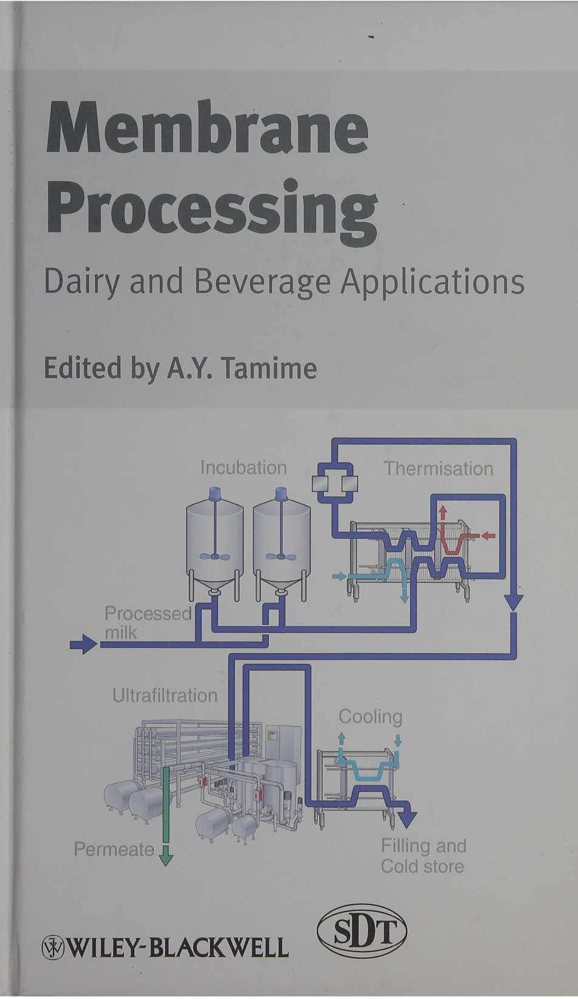 Membrane
Processing
Dairy and Beverage Applications
Edited by A.Y. Tamime
Incubation
Thermisation
Processed
milk
Ultrafiltration
Cooling
Permeate
Filling and
Cold store
WILEY-BLACKWELL
SDT